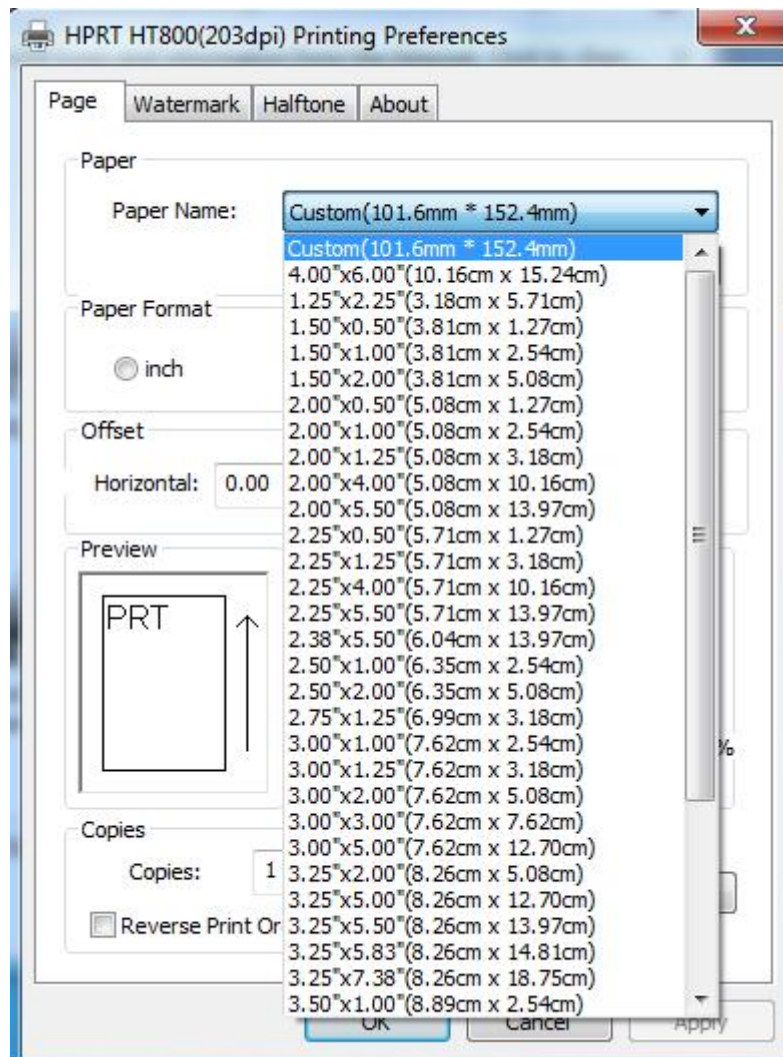 HPRT HT800(203dpi) Printing Preferences
Page Watermark Halftone About
Paper
Paper Name: Custom(101.6mm * 152.4mm)
Custom(101.6mm * 152.4mm)
4.00"x6.00"(10.16cm x 15.24cm)
1.25"x2.25"(3.18cm x 5.71cm)
Paper Format
1.50"x0.50"(3.81cm x 1.27cm)
1.50"x1.00"(3.81cm x 2.54cm)
inch
1.50"x2.00"(3.81cm x 5.08cm)
2.00"x0.50"(5.08cm x 1.27cm)
Offset
2.00"x1.00"(5.08cm x 2.54cm)
2.00"x1.25"(5.08cm x 3.18cm)
Horizontal: 0.00
2.00"x4.00"(5.08cm x 10.16cm)
2.00"x5.50"(5.08cm x 13.97cm)
2.25"x0.50"(5.71cm x 1.27cm)
Preview
2.25"x1.25"(5.71cm x 3.18cm)
2.25"x4.00"(5.71cm x 10.16cm)
PRT
2.25"x5.50"(5.71cm x 13.97cm)
2.38"x5.50"(6.04cm x 13.97cm)
2.50"x1.00"(6.35cm x 2.54cm)
2.50"x2.00"(6.35cm x 5.08cm)
2.75"x1.25"(6.99cm x 3.18cm)
3.00"x1.00"(7.62cm x 2.54cm)
%
3.00"x1.25"(7.62cm x 3.18cm)
3.00"x2.00"(7.62cm x 5.08cm)
3.00"x3.00"(7.62cm x 7.62cm)
Copies
3.00"x5.00"(7.62cm x 12.70cm)
Copies: 1
3.25"x2.00"(8.26cm x 5.08cm)
3.25"x5.00"(8.26cm x 12.70cm)
Reverse Print Or
3.25"x5.50"(8.26cm x 13.97cm)
3.25"x5.83"(8.26cm x 14.81cm)
3.25"x7.38"(8.26cm x 18.75cm)
3.50"x1.00"(8.89cm x 2.54cm)
OK Cancel Apply